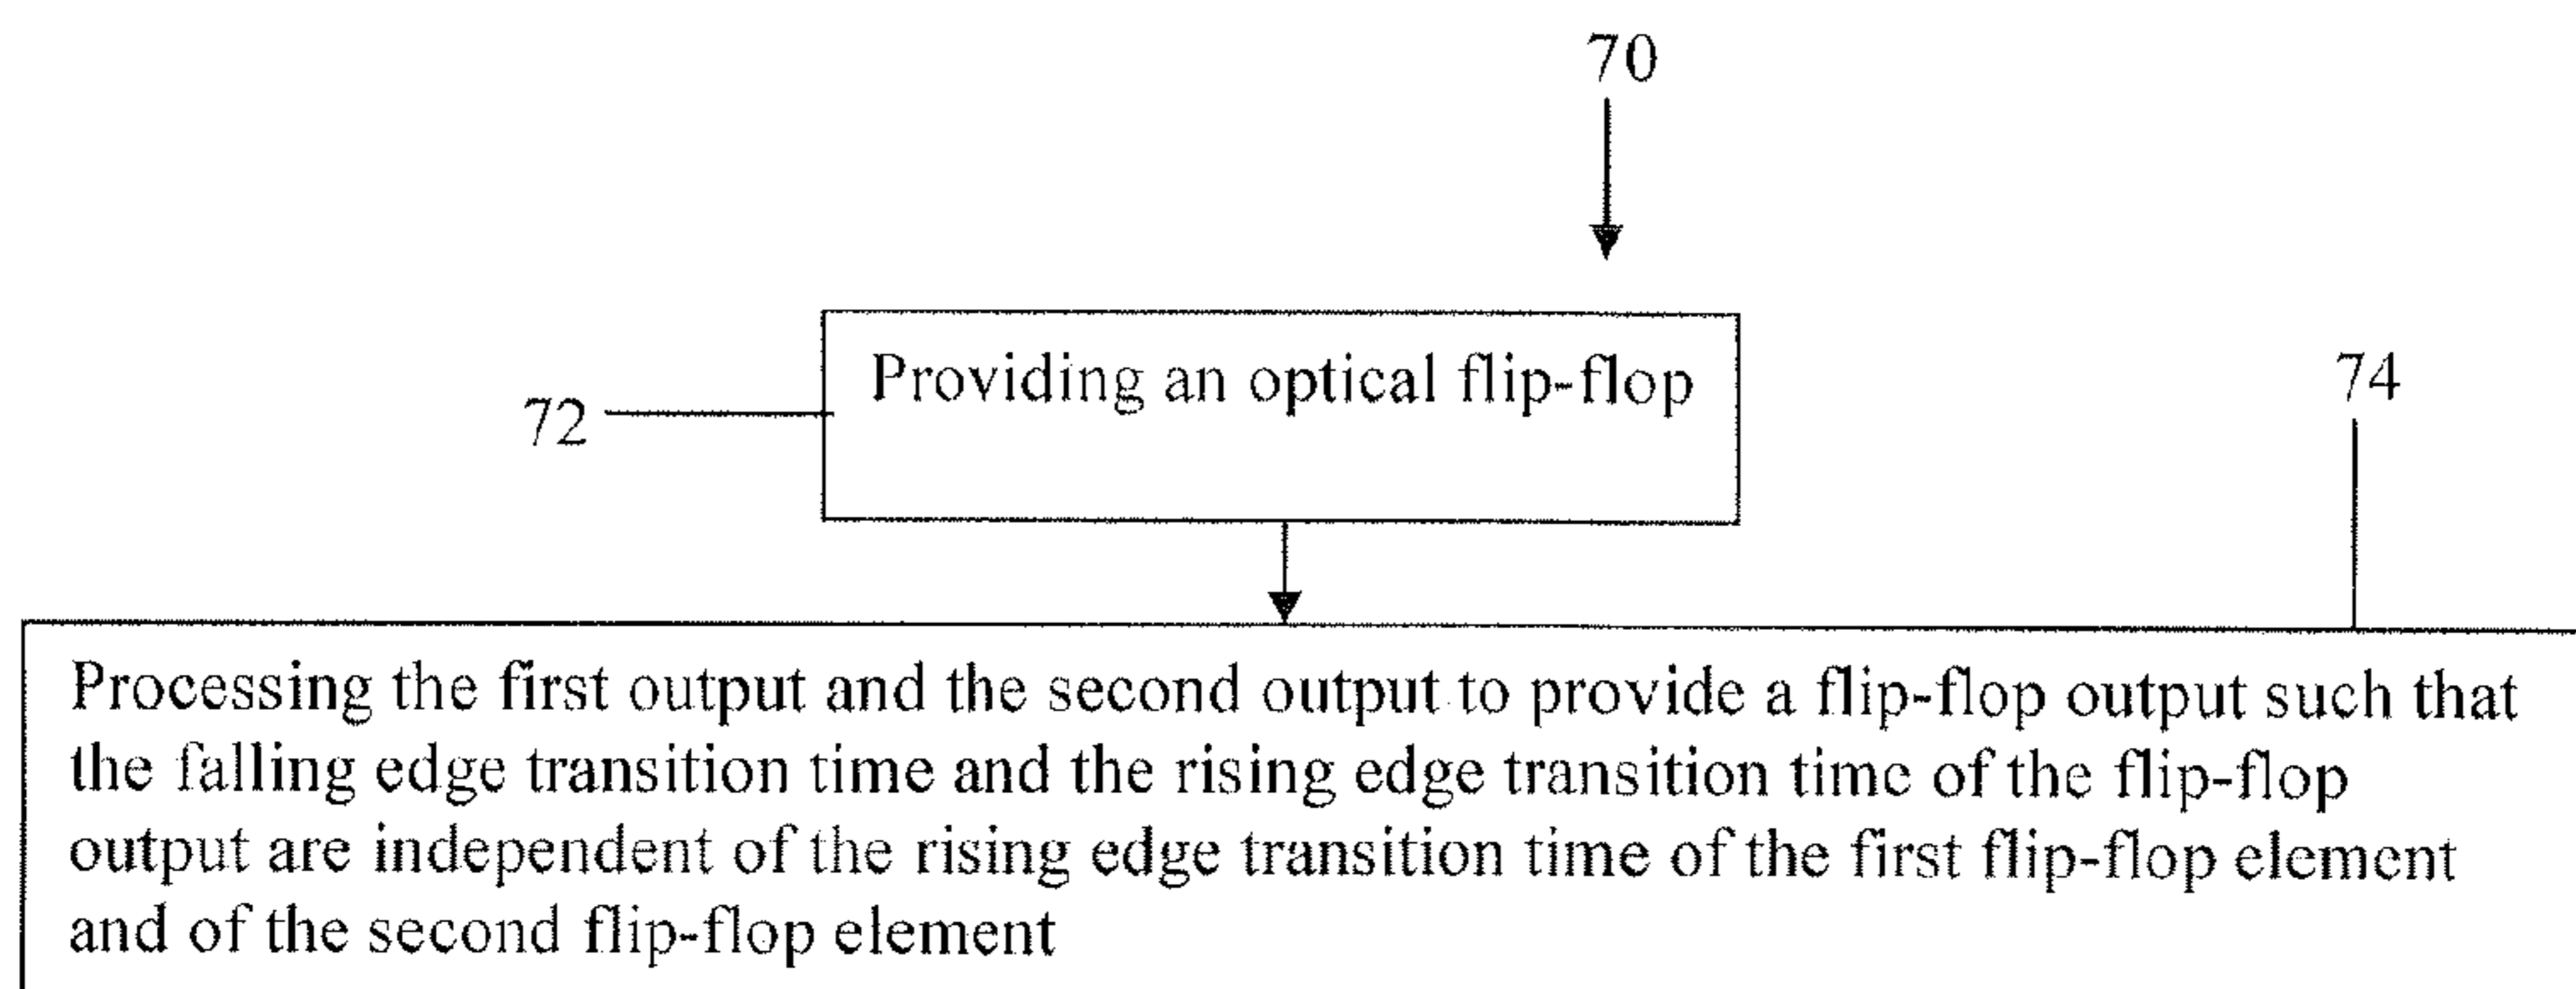 70
Providing an optical flip-flop
72
74
Processing the first output and the second output to provide a flip-flop output such that
the falling edge transition time and the rising edge transition time of the flip-flop
output are independent of the rising edge transition time of the first flip-flop element
and of the second flip-flop element